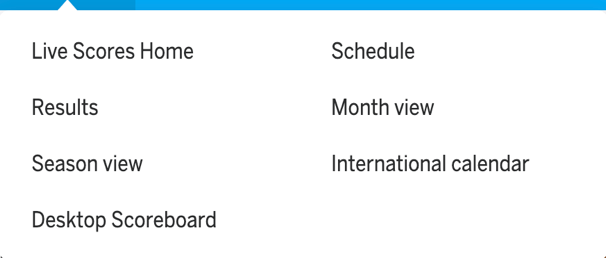 Live Scores Home
Schedule
Results
Month view
Season view
International calendar
Desktop Scoreboard